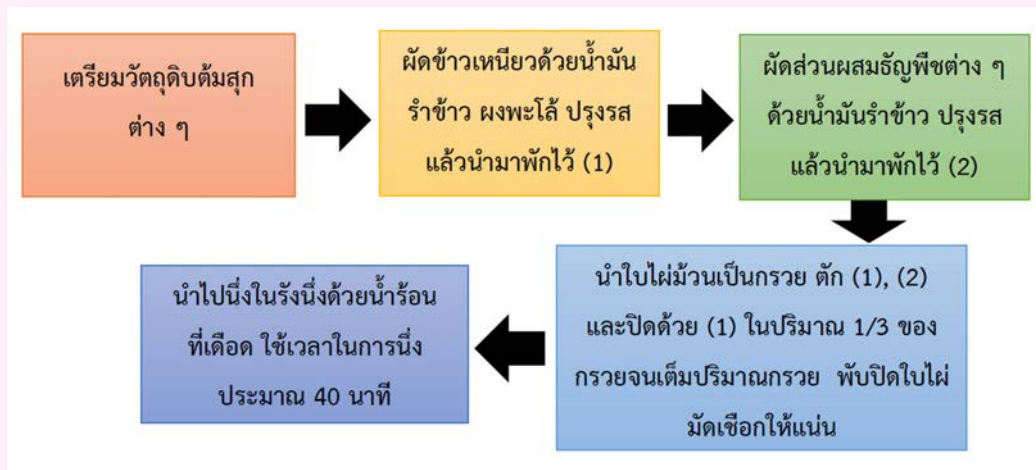 เตรียมวัตถุดิบต้มสุก
ต่าง ๆ
ผัดข้าวเหนียวด้วยน้ำมัน
รำข้าว ผงพะโล้ ปรุงรส
แล้วนำมาพักไว้ (1)
ผัดส่วนผสมธัญพืชต่าง ๆ
ด้วยน้ำมันรำข้าว ปรุงรส
แล้วนำมาพักไว้ (2)
นำใบไผ่ม้วนเป็นกรวย ตัก (1), (2)
และปิดด้วย (1) ในปริมาณ 1/3 ของ
กรวยจนเต็มปริมาณกรวย พับปิดใบไผ่
มัดเชือกให้แน่น
นำไปนึ่งในรังนึ่งด้วยน้ำร้อน
ที่เดือด ใช้เวลาในการนึ่ง
ประมาณ 40 นาที